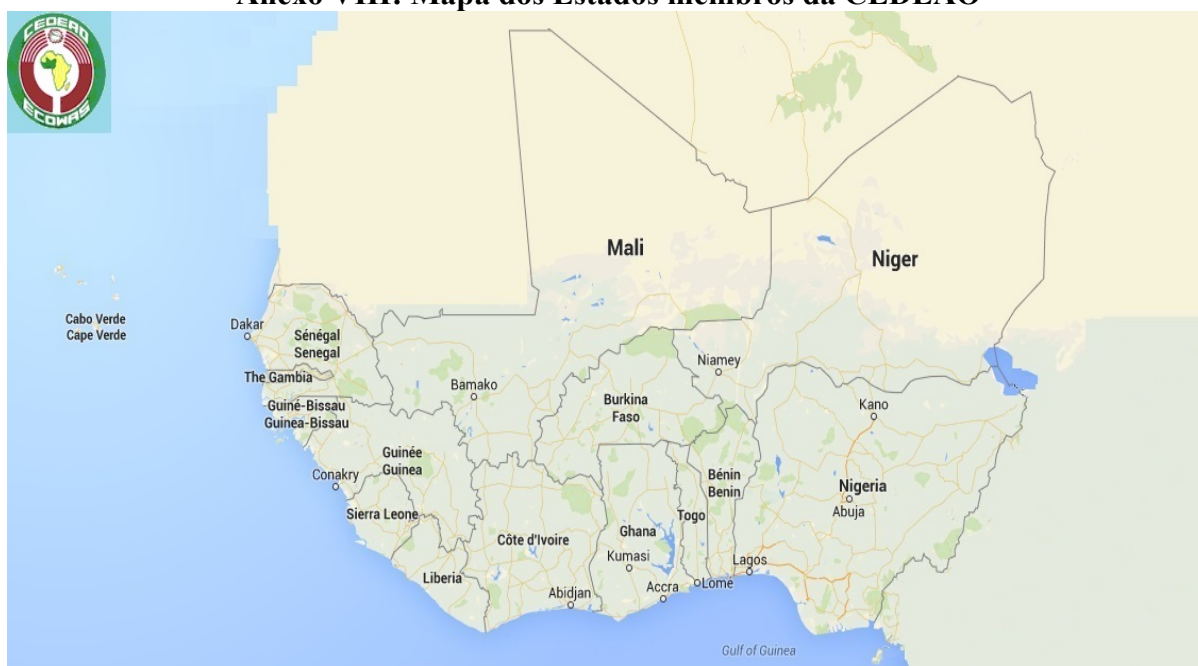 Anexo VIII: Mapa dos Estados membros da CEDEAO
CEDEAO
ECOWAS
Mali
Niger
Cabo Verde
Cape Verde
Dakar
Sénégal
Senegal
The Gambia
Bamako
Niamey
Guiné-Bissau
Guinea-Bissau
Burkina
Faso
Kano
Guinée
Guinea
Conakry
Bénin
Benin
Nigeria
Abuja
Sierra Leone
Côte d'Ivoire
Ghana
Togo
Kumasi
Lagos
Liberia
Abidjan
Accra
Lomé
Gulf of Guinea